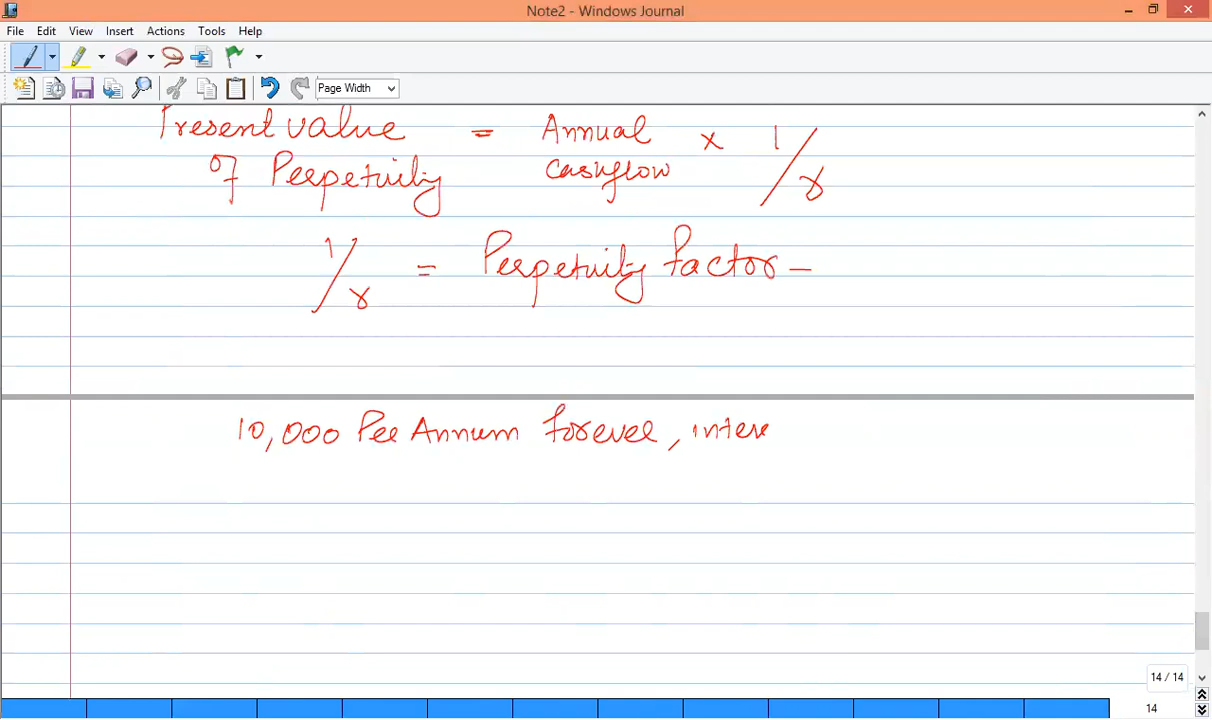 Note2 - Windows Journal
File Edit View Insert Actions Tools Help
Page Width
Present value = Annual × 1/r
of Perpetuity cashflow
1/r = Perpetuity factor -
10,000 Per Annum forever, intere
14 / 14
14